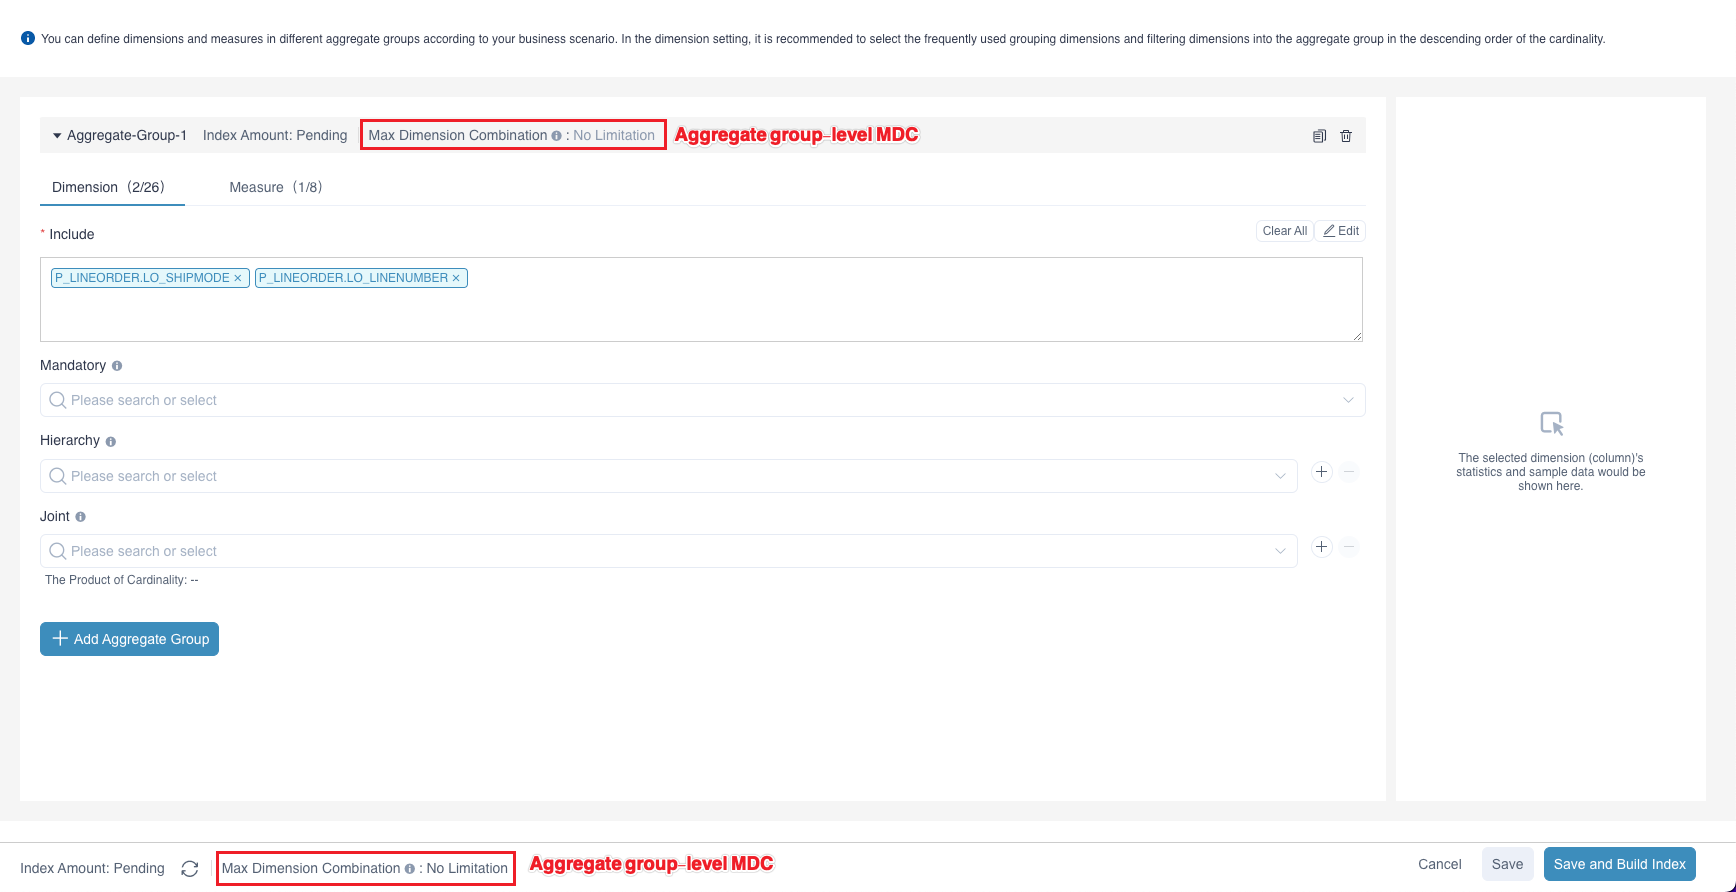 You can define dimensions and measures in different aggregate groups according to your business scenario. In the dimension setting, it is recommended to select the frequently used grouping dimensions and filtering dimensions into the aggregate group in the descending order of the cardinality.
Aggregate-Group-1 Index Amount: Pending Max Dimension Combination : No Limitation Aggregate group-level MDC
Dimension (2/26) Measure (1/8)
* Include Clear All Edit
P_LINEORDER.LO_SHIPMODE × P_LINEORDER.LO_LINENUMBER ×
Mandatory
Please search or select
Hierarchy
Please search or select
Joint
Please search or select
The Product of Cardinality: --
Add Aggregate Group
The selected dimension (column)'s
statistics and sample data would be
shown here.
Index Amount: Pending Max Dimension Combination : No Limitation Aggregate group-level MDC Cancel Save Save and Build Index